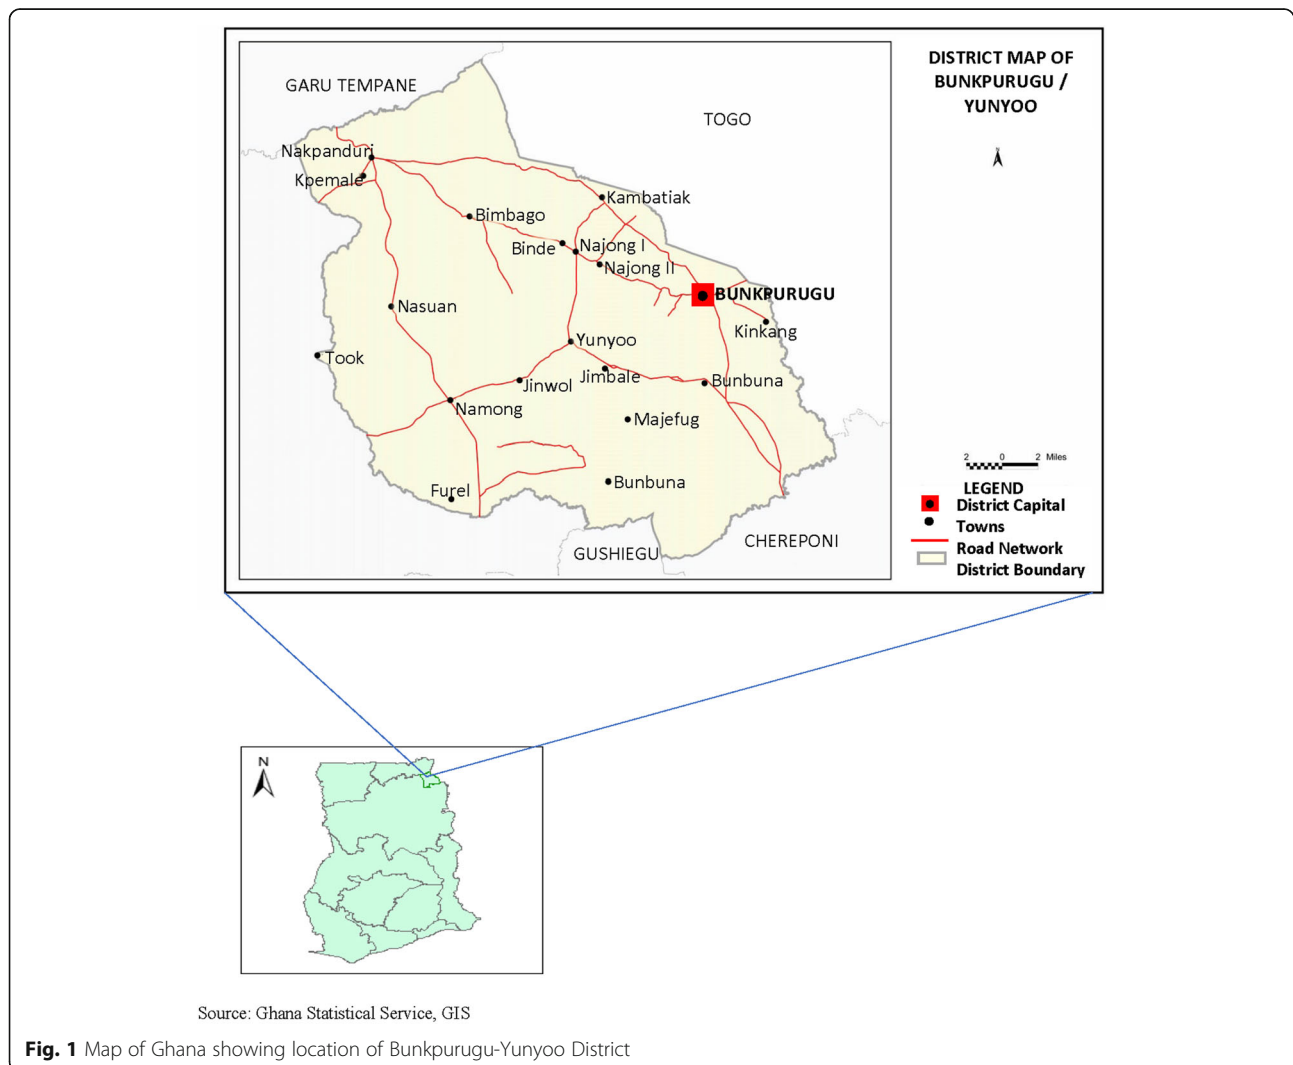 DISTRICT MAP OF
BUNKPURUGU /
YUNYOO
GARU TEMPANE
TOGO
Nakpanduri
Kpemale
Kambatiak
Bimbago
Binde
Najong I
Najong II
BUNKPURUGU
Nasuan
Kinkang
Yunyoo
Took
Jimbale
Jinwol
Bunbuna
Namong
Majefug
Furel
Bunbuna
GUSHIEGU
CHEREPONI
2 0 2 Miles
LEGEND
District Capital
Towns
Road Network
District Boundary
N
Source: Ghana Statistical Service, GIS
Fig. 1 Map of Ghana showing location of Bunkpurugu-Yunyoo District